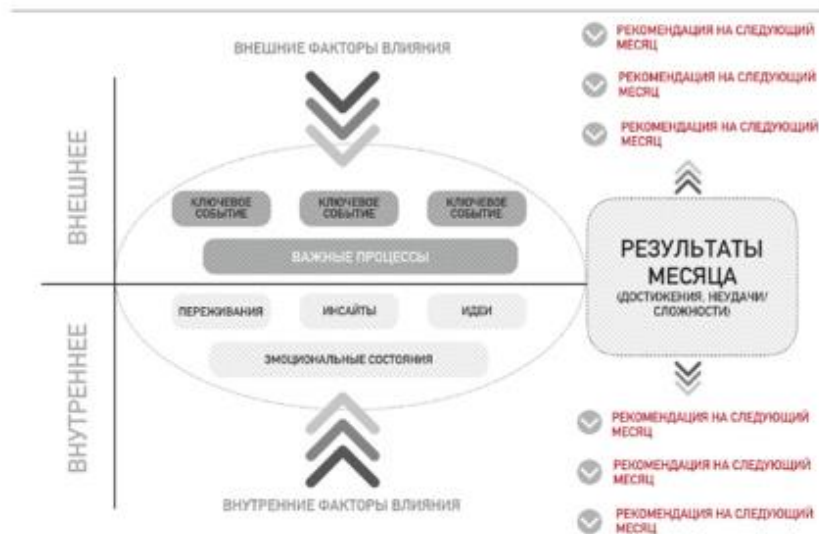 ВНЕШНИЕ ФАКТОРЫ ВЛИЯНИЯ
ВНЕШНЕЕ
КЛЮЧЕВОЕ
СОБЫТИЕ
КЛЮЧЕВОЕ
СОБЫТИЕ
КЛЮЧЕВОЕ
СОБЫТИЕ
ВАЖНЫЕ ПРОЦЕССЫ
ВНУТРЕННЕЕ
ПЕРЕЖИВАНИЯ
ИНСАЙТЫ
ИДЕИ
ЭМОЦИОНАЛЬНЫЕ СОСТОЯНИЯ
ВНУТРЕННИЕ ФАКТОРЫ ВЛИЯНИЯ
РЕКОМЕНДАЦИЯ НА СЛЕДУЮЩИЙ
МЕСЯЦ
РЕКОМЕНДАЦИЯ НА СЛЕДУЮЩИЙ
МЕСЯЦ
РЕКОМЕНДАЦИЯ НА СЛЕДУЮЩИЙ
МЕСЯЦ
РЕЗУЛЬТАТЫ
МЕСЯЦА
(ДОСТИЖЕНИЯ, НЕУДАЧИ/
СЛОЖНОСТИ)
РЕКОМЕНДАЦИЯ НА СЛЕДУЮЩИЙ
МЕСЯЦ
РЕКОМЕНДАЦИЯ НА СЛЕДУЮЩИЙ
МЕСЯЦ
РЕКОМЕНДАЦИЯ НА СЛЕДУЮЩИЙ
МЕСЯЦ